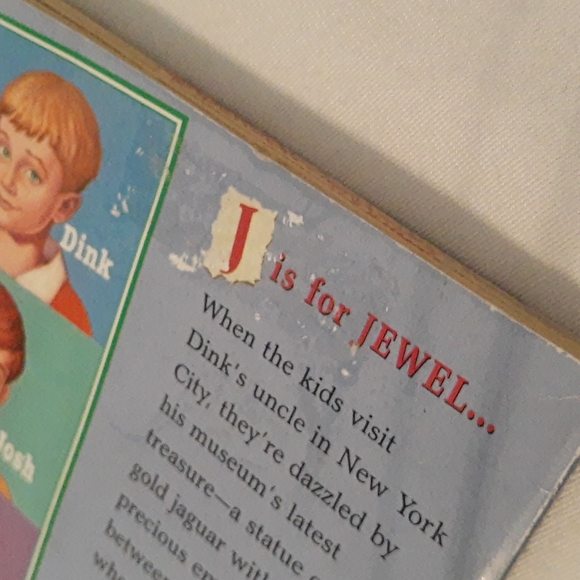 Dink
Josh
J is for JEWEL...
When the kids visit
Dink's uncle in New York
City, they're dazzled by
his museum's latest
treasure—a statue
gold jaguar with
precious
between